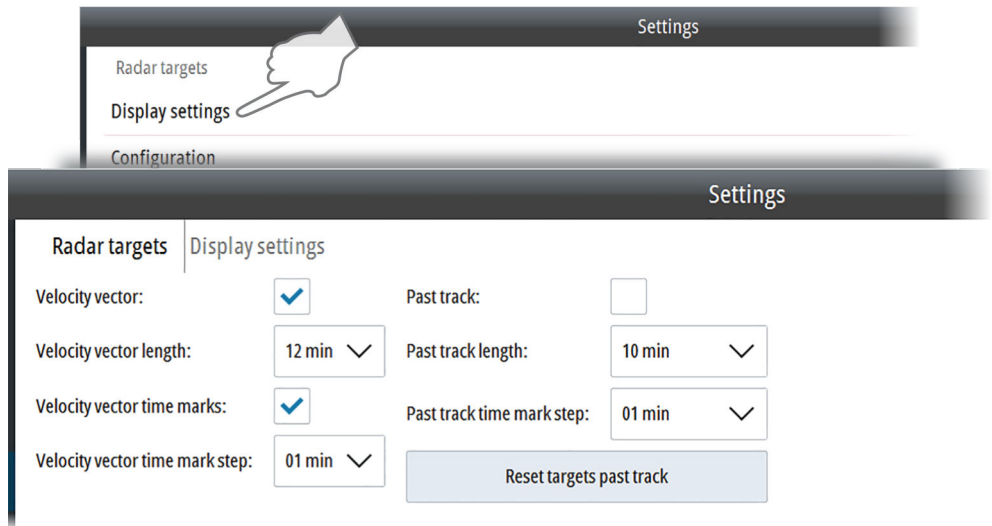 Settings
Radar targets
Display settings
Configuration
Settings
Radar targets Display settings
Velocity vector: Past track:
Velocity vector length: 12 min Past track length: 10 min
Velocity vector time marks: Past track time mark step: 01 min
Velocity vector time mark step: 01 min Reset targets past track